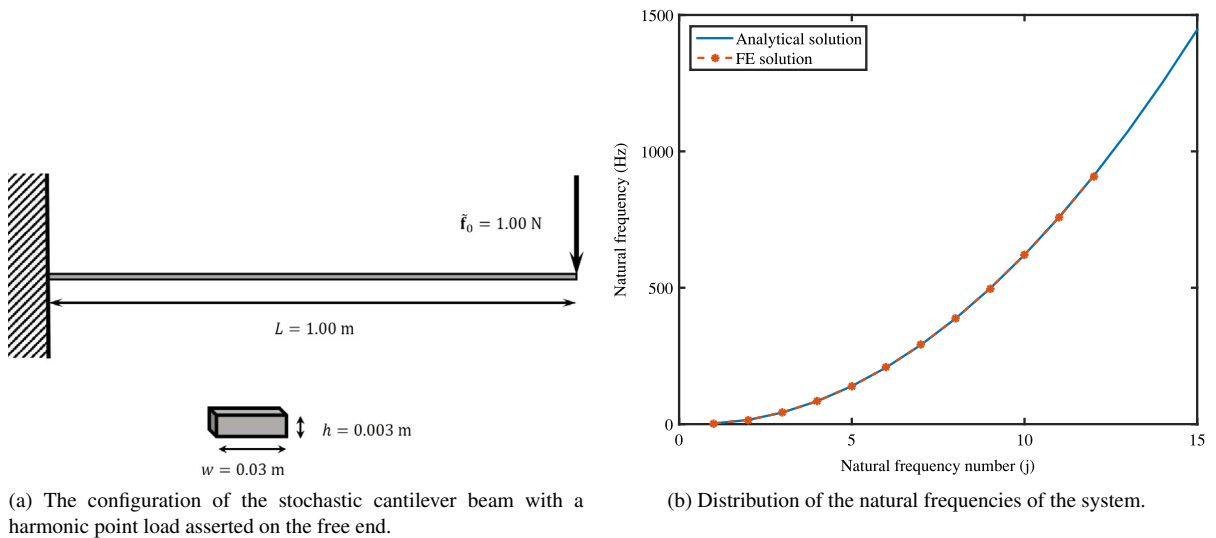 f̃₀ = 1.00 N
L = 1.00 m
h = 0.003 m
w = 0.03 m
(a) The configuration of the stochastic cantilever beam with a
harmonic point load asserted on the free end.
1500
1000
500
0
0
5
10
15
Natural frequency (Hz)
Natural frequency number (j)
Analytical solution
FE solution
(b) Distribution of the natural frequencies of the system.